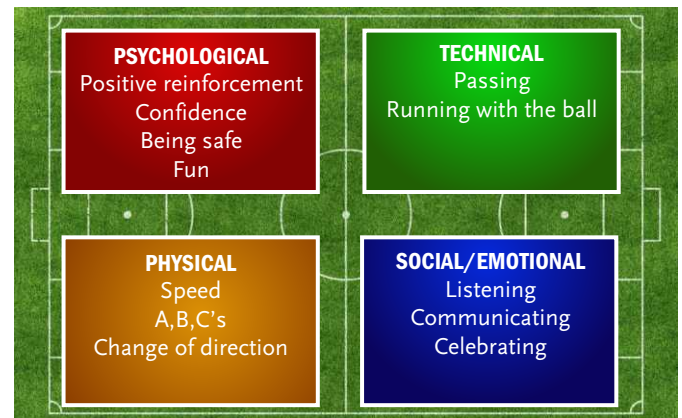 PSYCHOLOGICAL
Positive reinforcement
Confidence
Being safe
Fun
TECHNICAL
Passing
Running with the ball
PHYSICAL
Speed
A,B,C’s
Change of direction
SOCIAL/EMOTIONAL
Listening
Communicating
Celebrating